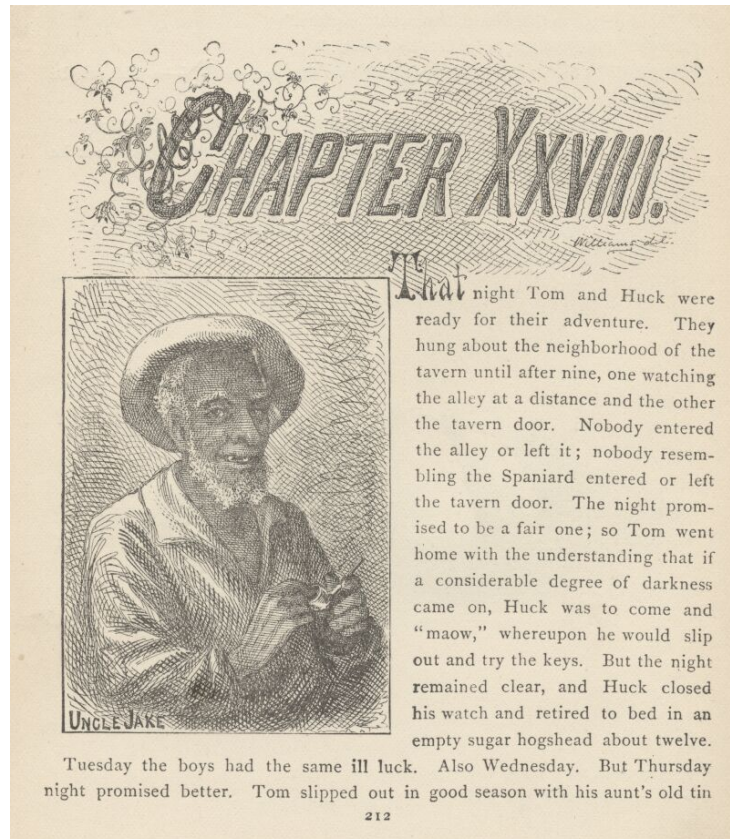 CHAPTER XXVIII.
Williams del.
That night Tom and Huck were
ready for their adventure. They
hung about the neighborhood of the
tavern until after nine, one watching
the alley at a distance and the other
the tavern door. Nobody entered
the alley or left it; nobody resem-
bling the Spaniard entered or left
the tavern door. The night prom-
ised to be a fair one; so Tom went
home with the understanding that if
a considerable degree of darkness
came on, Huck was to come and
“maow,” whereupon he would slip
out and try the keys. But the night
remained clear, and Huck closed
his watch and retired to bed in an
empty sugar hogshead about twelve.
UNCLE JAKE
Tuesday the boys had the same ill luck. Also Wednesday. But Thursday
night promised better. Tom slipped out in good season with his aunt's old tin
212